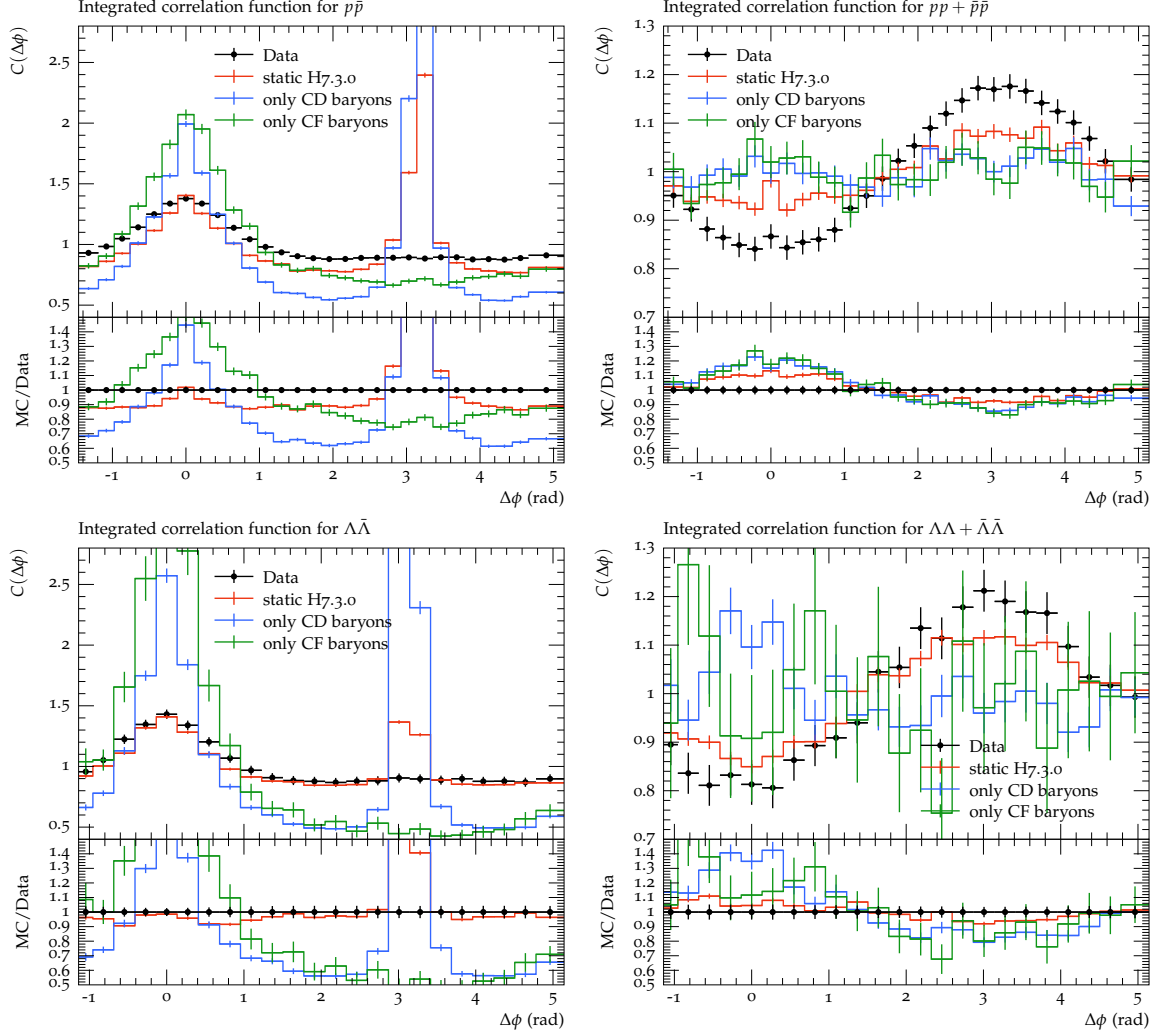 Integrated correlation function for pp̄
C(Δϕ)
2.5
2
1.5
1
0.5
Data
static H7.3.0
only CD baryons
only CF baryons
MC/Data
1.4
1.3
1.2
1.1
1
0.9
0.8
0.7
0.6
0.5
-1
0
1
2
3
4
5
Δϕ (rad)
Integrated correlation function for pp + p̄p̄
C(Δϕ)
1.3
1.2
1.1
1.0
0.9
0.8
0.7
Data
static H7.3.0
only CD baryons
only CF baryons
MC/Data
1.4
1.3
1.2
1.1
1
0.9
0.8
0.7
0.6
0.5
-1
0
1
2
3
4
5
Δϕ (rad)
Integrated correlation function for ΛΛ̄
C(Δϕ)
2.5
2
1.5
1
0.5
Data
static H7.3.0
only CD baryons
only CF baryons
MC/Data
1.4
1.3
1.2
1.1
1
0.9
0.8
0.7
0.6
0.5
-1
0
1
2
3
4
5
Δϕ (rad)
Integrated correlation function for ΛΛ + Λ̄Λ̄
C(Δϕ)
1.3
1.2
1.1
1.0
0.9
0.8
0.7
Data
static H7.3.0
only CD baryons
only CF baryons
MC/Data
1.4
1.3
1.2
1.1
1
0.9
0.8
0.7
0.6
0.5
-1
0
1
2
3
4
5
Δϕ (rad)